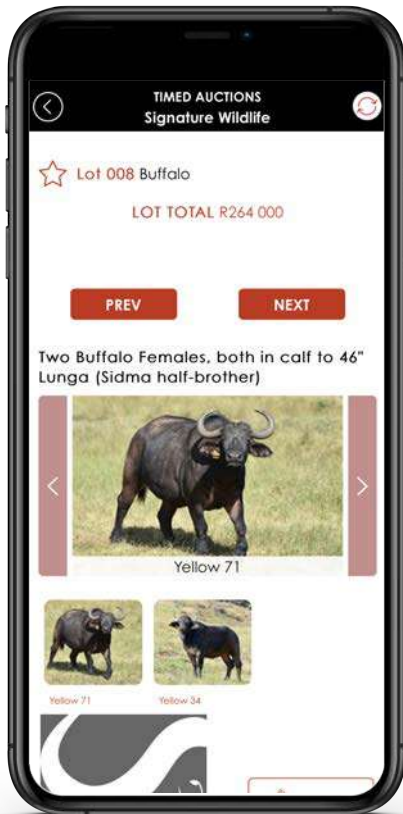 TIMED AUCTIONS
Signature Wildlife
Lot 008 Buffalo
LOT TOTAL R264 000
PREV
NEXT
Two Buffalo Females, both in calf to 46"
Lunga (Sidma half-brother)
Yellow 71
Yellow 71
Yellow 34